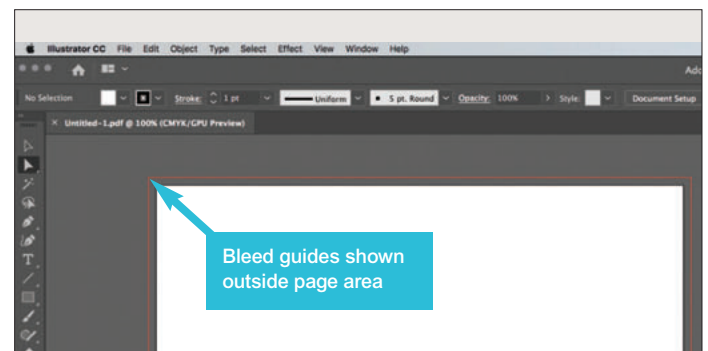 Illustrator CC File Edit Object Type Select Effect View Window Help
Ado
No Selection Stroke: 1 pt Uniform 5 pt. Round Opacity: 100% Style: Document Setup
× Untitled-1.pdf @ 100% (CMYK/GPU Preview)
Bleed guides shown
outside page area